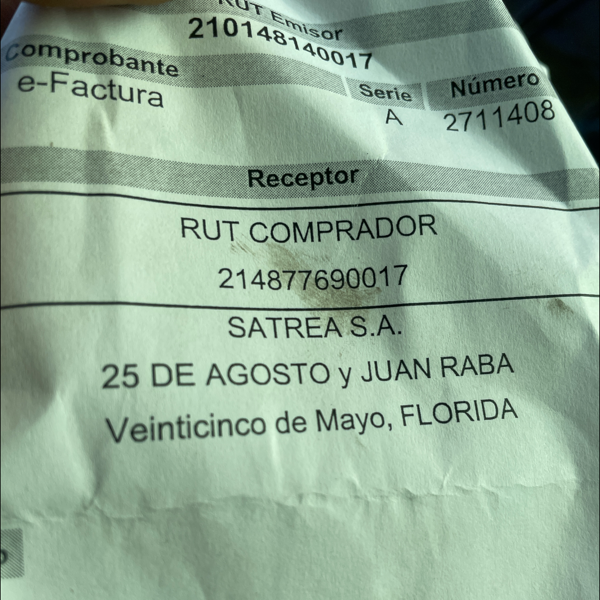 RUT Emisor
210148140017
Comprobante Serie Número
e-Factura A 2711408
Receptor
RUT COMPRADOR
214877690017
SATREA S.A.
25 DE AGOSTO y JUAN RABA
Veinticinco de Mayo, FLORIDA